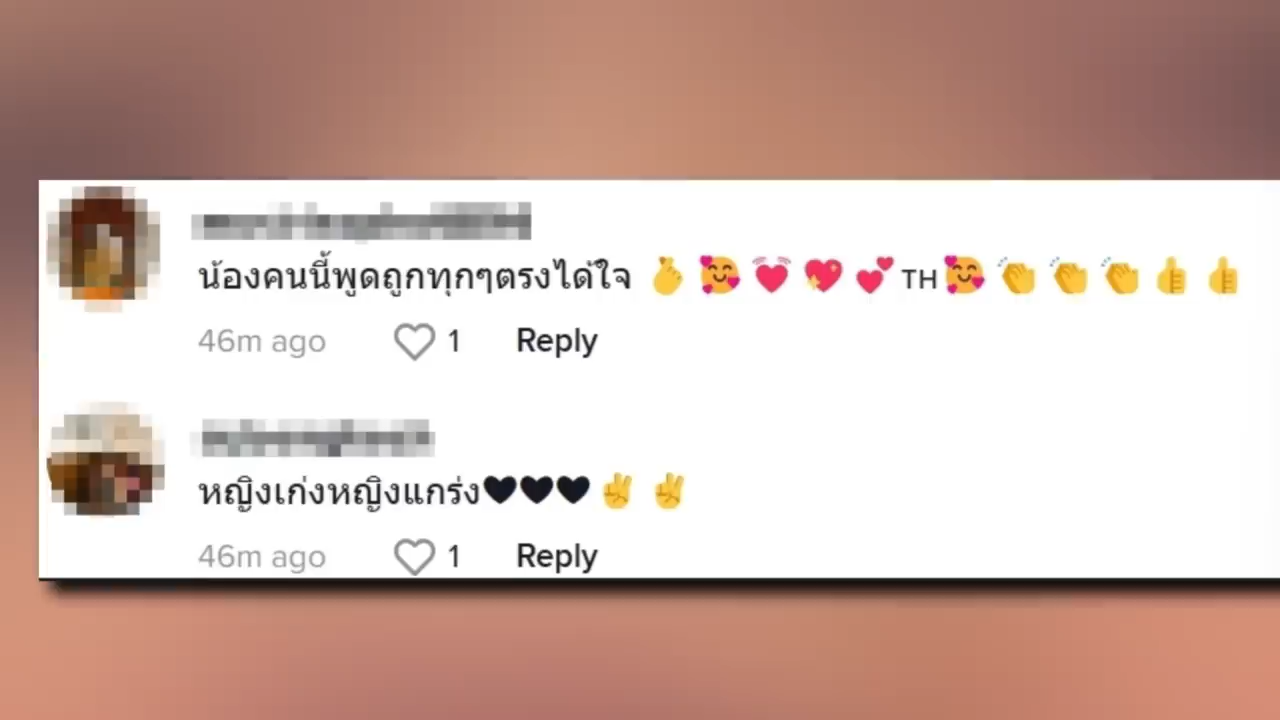 น้องคนนี้พูดถูกทุกๆตรงได้ใจ 🫰🥰💓💖💕TH🥰👏👏👏👍👍
46m ago 1 Reply
หญิงเก่งหญิงแกร่ง🖤🖤🖤✌️✌️
46m ago 1 Reply